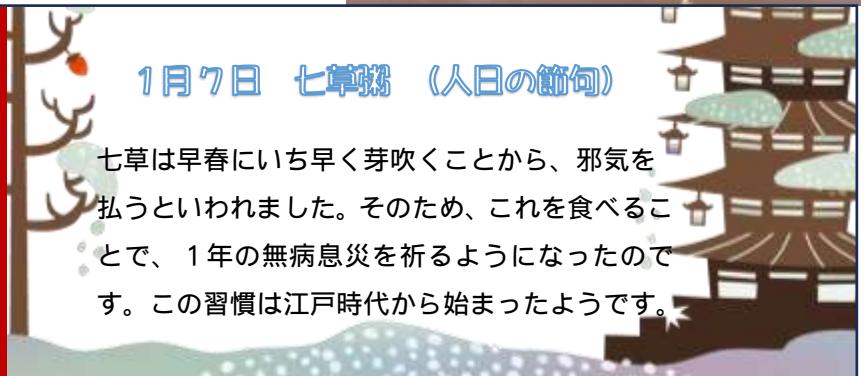 1月7日　七草粥　（人日の節句）
七草は早春にいち早く芽吹くことから、邪気を
払うといわれました。そのため、これを食べるこ
とで、１年の無病息災を祈るようになったので
す。この習慣は江戸時代から始まったようです。